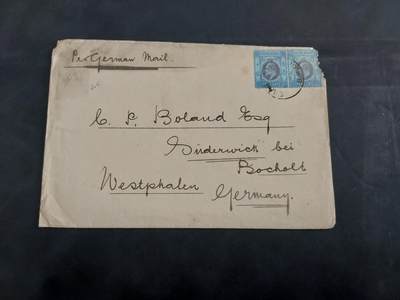 Per German Mail.
C. P. Boland Esq
Suderwick bei
Bocholt
Westphalen
Germany.